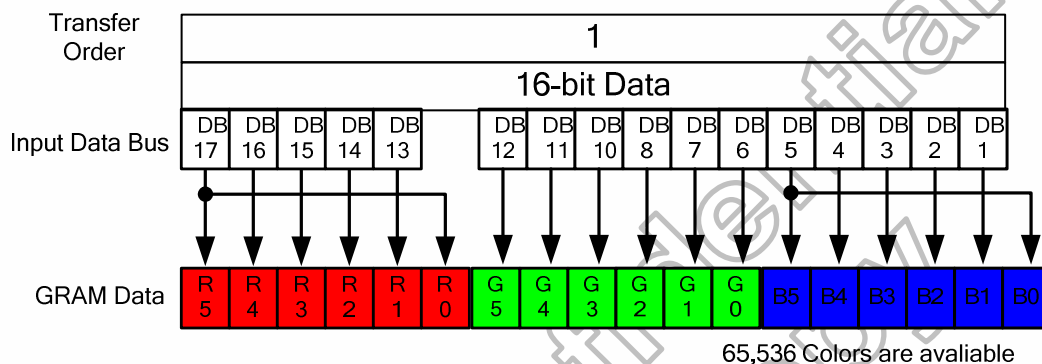 Transfer Order
1
16-bit Data
Input Data Bus
DB 17 DB 16 DB 15 DB 14 DB 13 DB 12 DB 11 DB 10 DB 8 DB 7 DB 6 DB 5 DB 4 DB 3 DB 2 DB 1
GRAM Data
R 5 R 4 R 3 R 2 R 1 R 0 G 5 G 4 G 3 G 2 G 1 G 0 B5 B4 B3 B2 B1 B0
65,536 Colors are avaliable